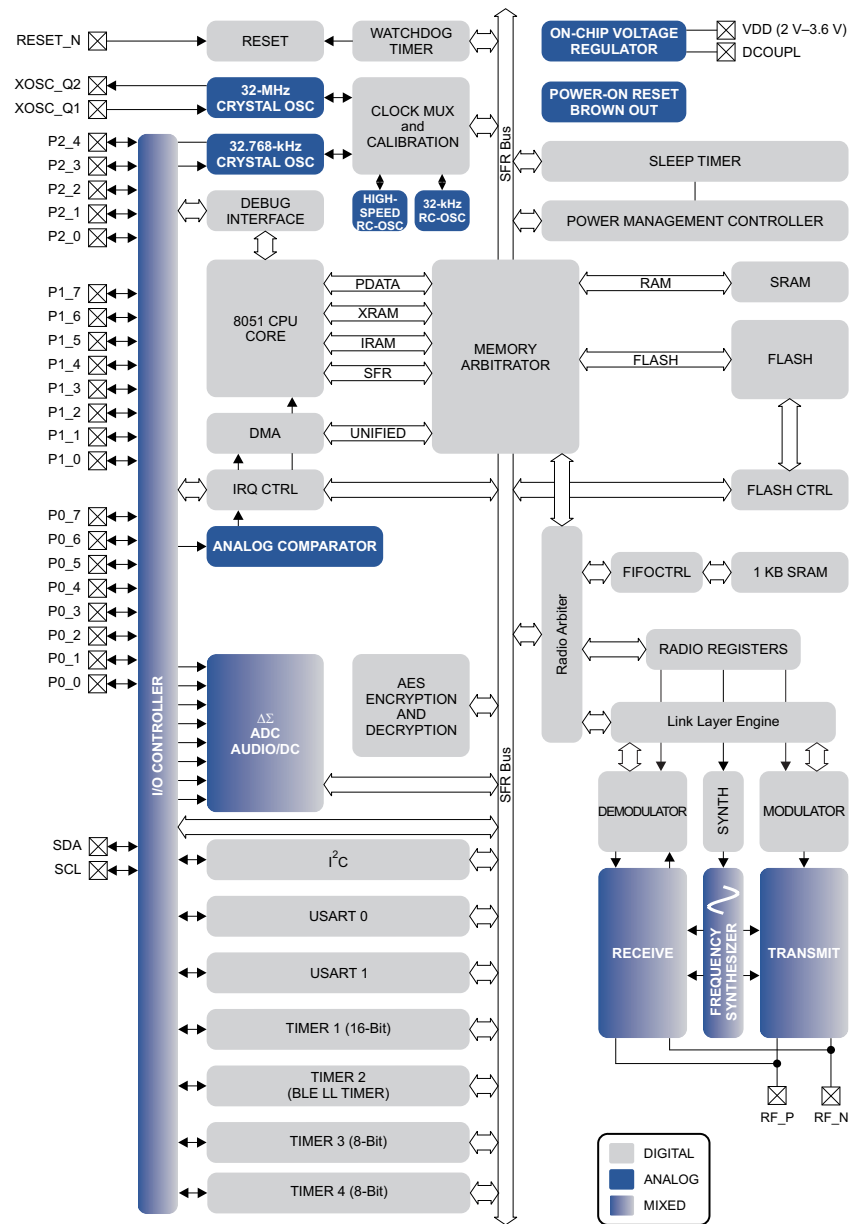 RESET_N
XOSC_Q2
XOSC_Q1
P2_4
P2_3
P2_2
P2_1
P2_0
P1_7
P1_6
P1_5
P1_4
P1_3
P1_2
P1_1
P1_0
P0_7
P0_6
P0_5
P0_4
P0_3
P0_2
P0_1
P0_0
SDA
SCL
I/O CONTROLLER
RESET
WATCHDOG
TIMER
32-MHz
CRYSTAL OSC
32.768-kHz
CRYSTAL OSC
CLOCK MUX
and
CALIBRATION
HIGH-
SPEED
RC-OSC
32-kHz
RC-OSC
DEBUG
INTERFACE
8051 CPU
CORE
PDATA
XRAM
IRAM
SFR
DMA
UNIFIED
IRQ CTRL
ANALOG COMPARATOR
ΔΣ
ADC
AUDIO/DC
AES
ENCRYPTION
AND
DECRYPTION
I²C
USART 0
USART 1
TIMER 1 (16-Bit)
TIMER 2
(BLE LL TIMER)
TIMER 3 (8-Bit)
TIMER 4 (8-Bit)
SFR Bus
SFR Bus
ON-CHIP VOLTAGE
REGULATOR
VDD (2 V–3.6 V)
DCOUPL
POWER-ON RESET
BROWN OUT
SLEEP TIMER
POWER MANAGEMENT CONTROLLER
MEMORY
ARBITRATOR
RAM
SRAM
FLASH
FLASH
FLASH CTRL
Radio Arbiter
FIFOCTRL
1 KB SRAM
RADIO REGISTERS
Link Layer Engine
DEMODULATOR
SYNTH
MODULATOR
RECEIVE
FREQUENCY
SYNTHESIZER
TRANSMIT
RF_P
RF_N
DIGITAL
ANALOG
MIXED